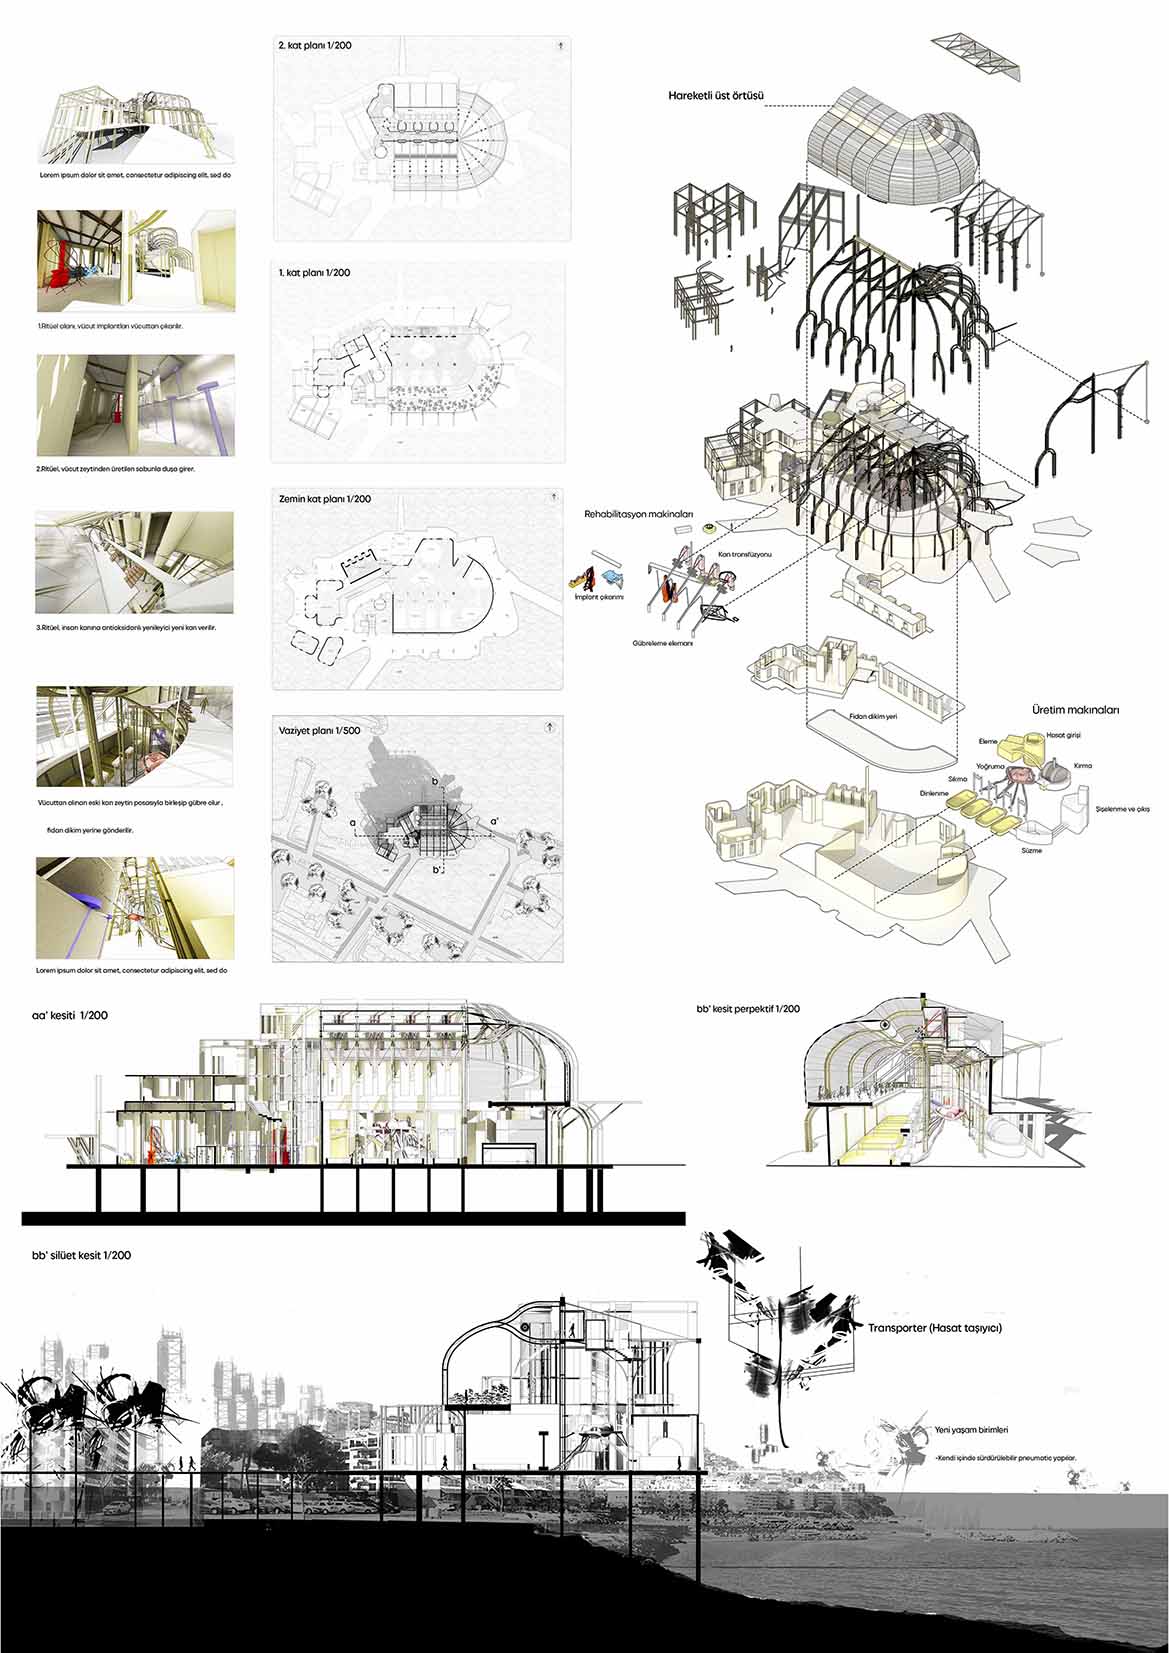 Lorem ipsum dolor sit amet, consectetur adipiscing elit, sed do
1.Ritüel alanı, vücut implantları vücuttan çıkarılır.
2.Ritüel, vücut zeytinden üretilen sabunla duşa girer.
3.Ritüel, insan kanına antioksidanlı yenileyici yeni kan verilir.
Vücuttan alınan eski kan zeytin posasıyla birleşip gübre olur ,
fidan dikim yerine gönderilir.
Lorem ipsum dolor sit amet, consectetur adipiscing elit, sed do
2. kat planı 1/200
1. kat planı 1/200
Zemin kat planı 1/200
Vaziyet planı 1/500
b
a
a'
b'
Hareketli üst örtüsü
Rehabilitasyon makinaları
Kan transfüzyonu
İmplant çıkarımı
Gübreleme elemanı
Fidan dikim yeri
Üretim makinaları
Hasat girişi
Eleme
Yoğruma
Kırma
Sıkma
Dinlenme
Şişelenme ve çıkış
Süzme
aa' kesiti 1/200
bb' kesit perpektif 1/200
bb' silüet kesit 1/200
Transporter (Hasat taşıyıcı)
Yeni yaşam birimleri
-Kendi içinde sürdürülebilir pneumatic yapılar.